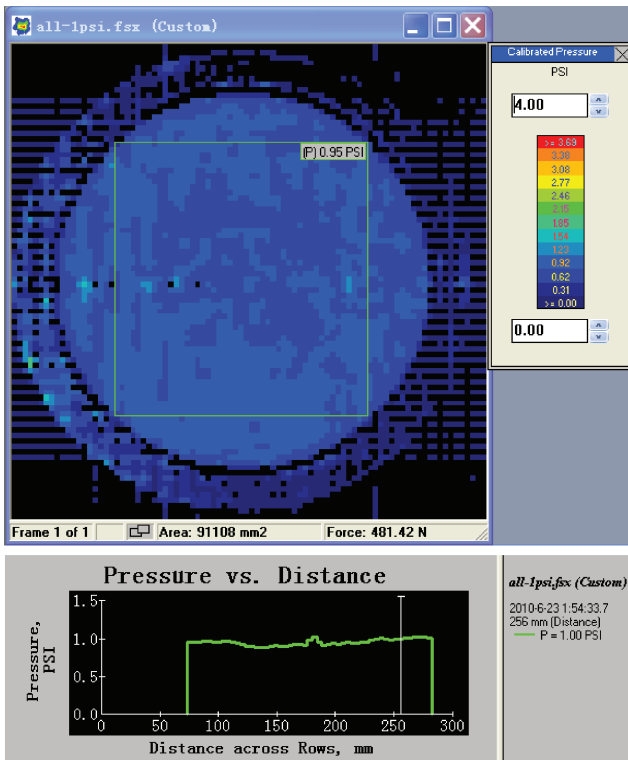 all-1psi.fsx (Custom)
Calibrated Pressure
PSI
4.00
(P) 0.95 PSI
>= 3.69
3.38
3.08
2.77
2.46
2.15
1.85
1.54
1.23
0.92
0.62
0.31
>= 0.00
0.00
Frame 1 of 1
Area: 91108 mm2
Force: 481.42 N
Pressure vs. Distance
all-1psi.fsx (Custom)
2010-6-23 1:54:33.7
256 mm (Distance)
P = 1.00 PSI
Pressure,
PSI
1.5
1.0
0.5
0.0
0 50 100 150 200 250 300
Distance across Rows, mm